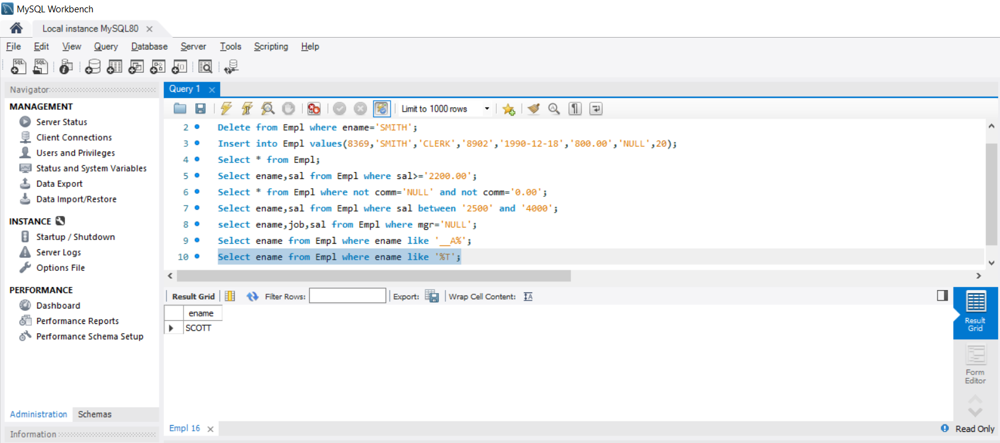 MySQL Workbench
Local instance MySQL80
File Edit View Query Database Server Tools Scripting Help
Navigator
MANAGEMENT
Server Status
Client Connections
Users and Privileges
Status and System Variables
Data Export
Data Import/Restore
INSTANCE
Startup / Shutdown
Server Logs
Options File
PERFORMANCE
Dashboard
Performance Reports
Performance Schema Setup
Administration Schemas
Information
Query 1
Limit to 1000 rows
2 Delete from Empl where ename='SMITH';
3 Insert into Empl values(8369,'SMITH','CLERK','8902','1990-12-18','800.00','NULL',20);
4 Select * from Empl;
5 Select ename,sal from Empl where sal>='2200.00';
6 Select * from Empl where not comm='NULL' and not comm='0.00';
7 Select ename,sal from Empl where sal between '2500' and '4000';
8 select ename,job,sal from Empl where mgr='NULL';
9 Select ename from Empl where ename like '__A%';
10 Select ename from Empl where ename like '%T';
Result Grid Filter Rows: Export: Wrap Cell Content:
ename
SCOTT
Result
Grid
Form
Editor
Empl 16
Read Only